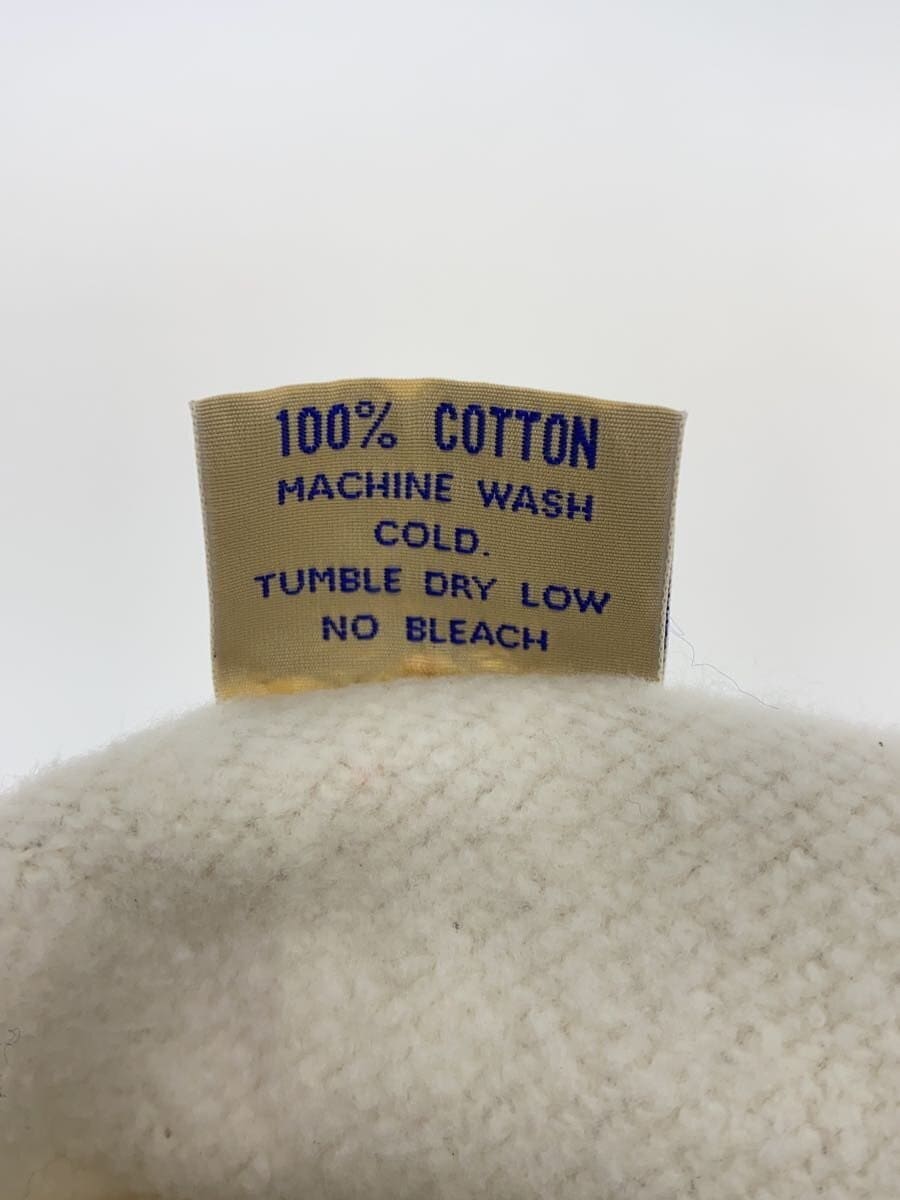 100% COTTON
MACHINE WASH
COLD.
TUMBLE DRY LOW
NO BLEACH